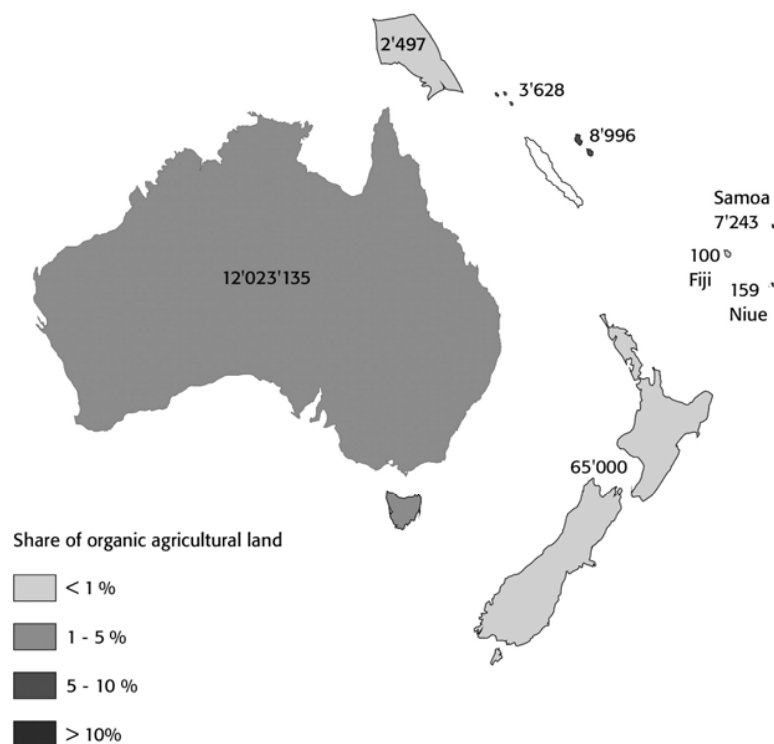 2'497
3'628
8'996
Samoa
7'243
12'023'135
100
Fiji
159
Niue
65'000
Share of organic agricultural land
< 1 %
1 - 5 %
5 - 10 %
> 10%